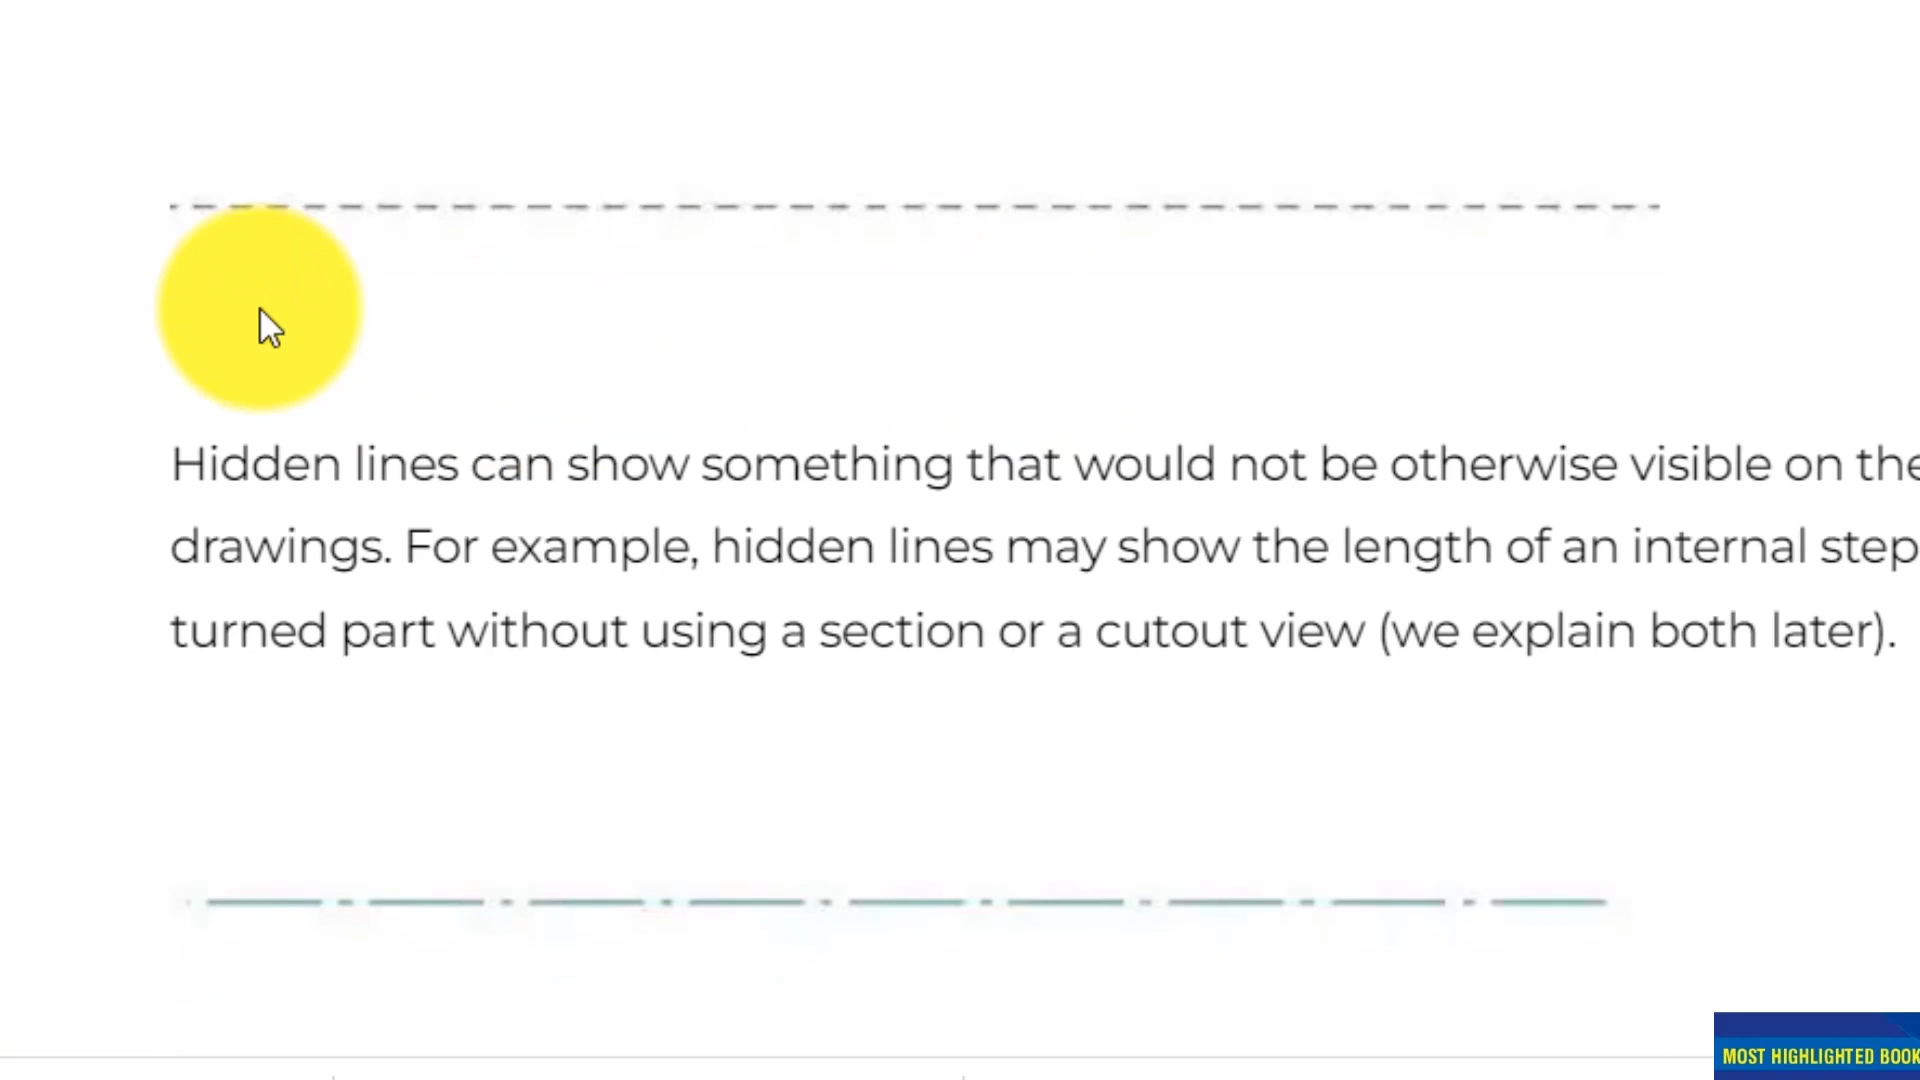 Hidden lines can show something that would not be otherwise visible on the
drawings. For example, hidden lines may show the length of an internal step
turned part without using a section or a cutout view (we explain both later).
MOST HIGHLIGHTED BOOK